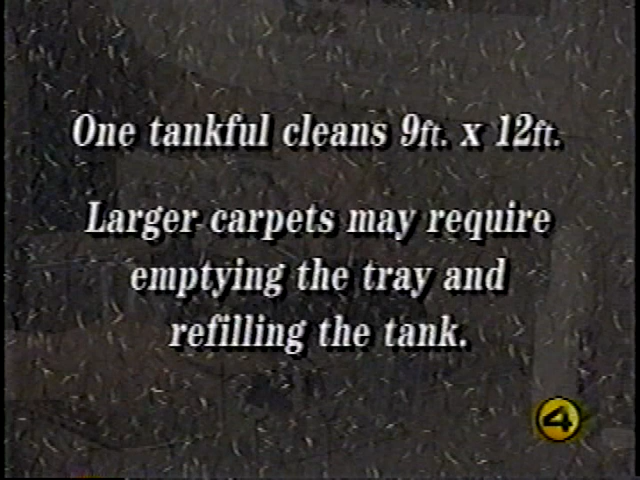 One tankful cleans 9ft. x 12ft.
Larger carpets may require
emptying the tray and
refilling the tank.
4